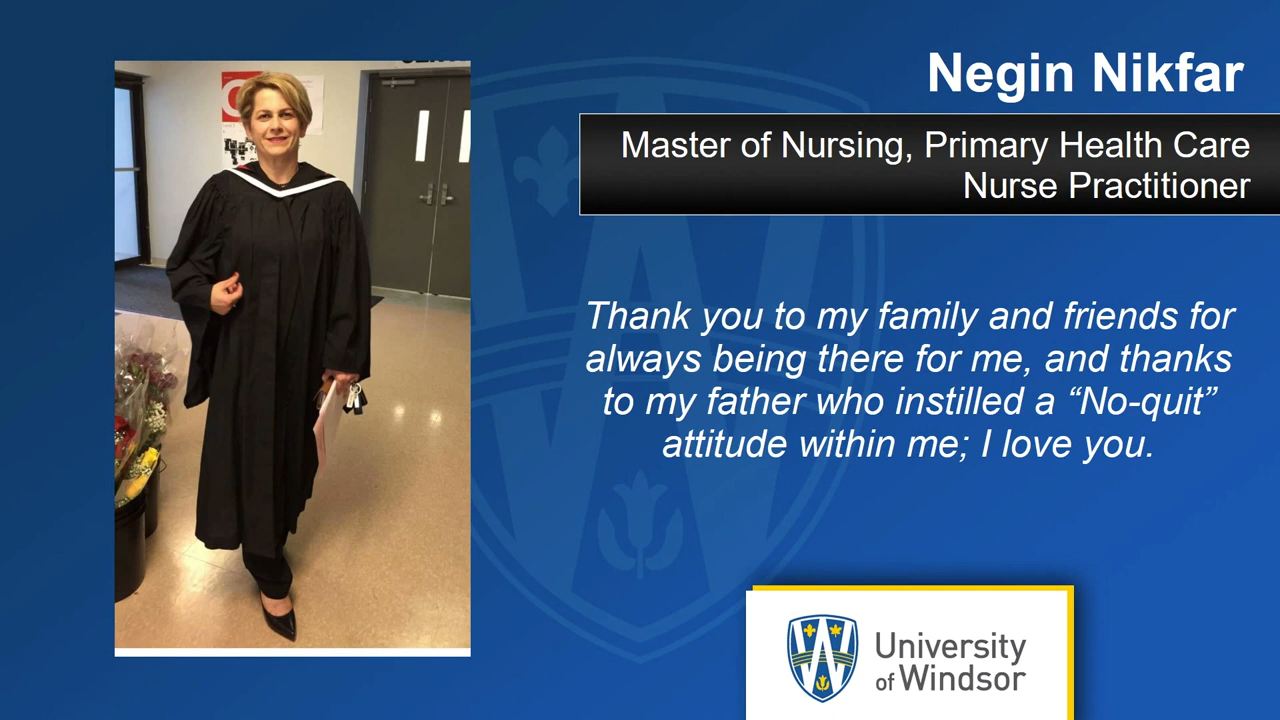 Negin Nikfar
Master of Nursing, Primary Health Care
Nurse Practitioner
Thank you to my family and friends for
always being there for me, and thanks
to my father who instilled a “No-quit”
attitude within me; I love you.
University
of Windsor